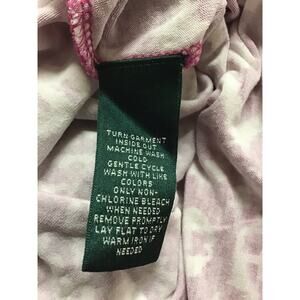 TURN GARMENT
INSIDE OUT
MACHINE WASH
COLD
GENTLE CYCLE
WASH WITH LIKE
COLORS
ONLY NON-
CHLORINE BLEACH
WHEN NEEDED
REMOVE PROMPTLY
LAY FLAT TO DRY
WARM IRON IF
NEEDED